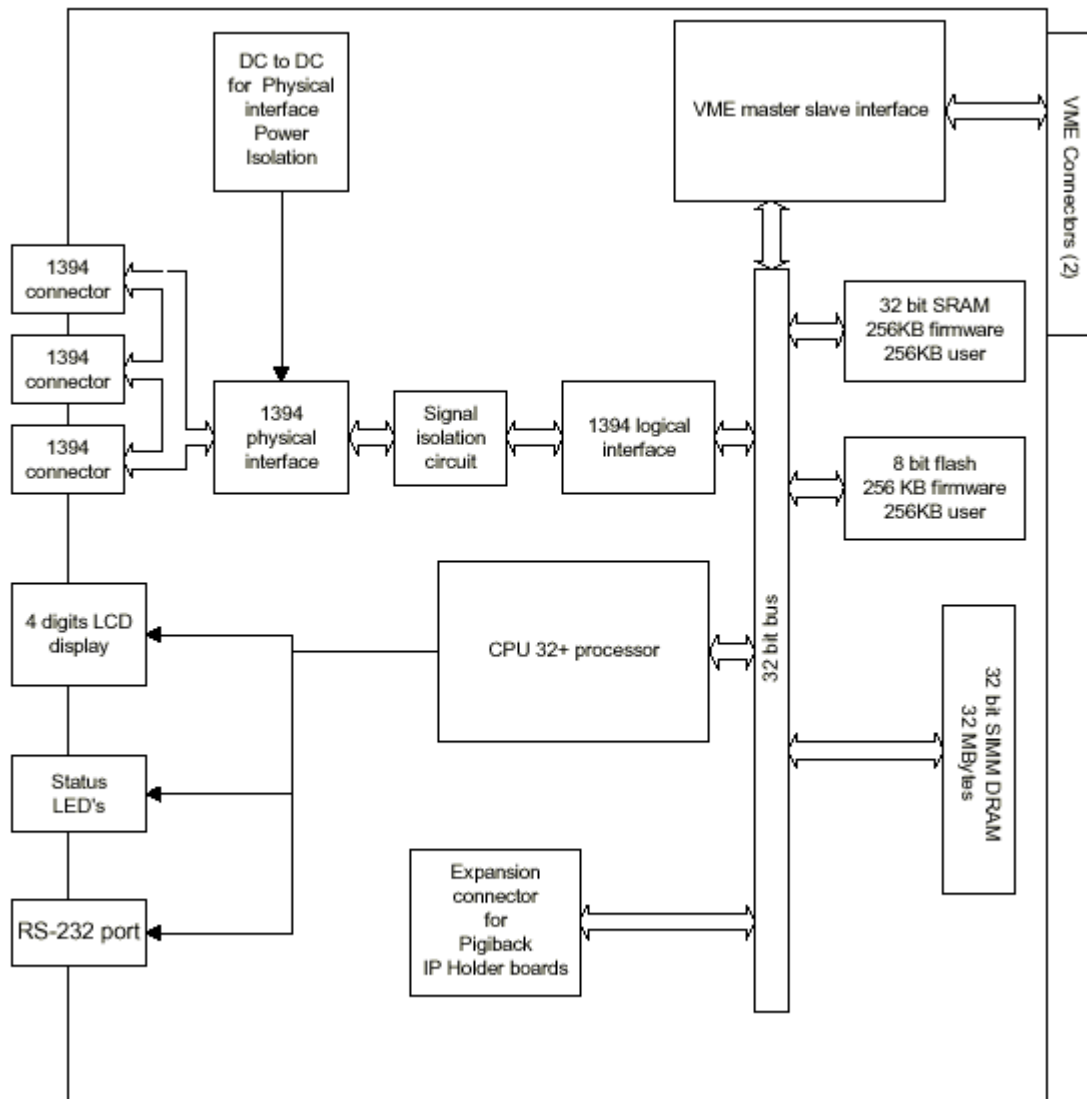 DC to DC
for Physical
interface
Power
Isolation
VME master slave interface
VME Connectors (2)
1394
connector
1394
connector
1394
connector
1394
physical
interface
Signal
isolation
circuit
1394 logical
interface
32 bit SRAM
256KB firmware
256KB user
8 bit flash
256 KB firmware
256KB user
4 digits LCD
display
CPU 32+ processor
32 bit bus
32 bit SIMM DRAM
32 MBytes
Status
LED's
RS-232 port
Expansion
connector
for
Pigiback
IP Holder boards